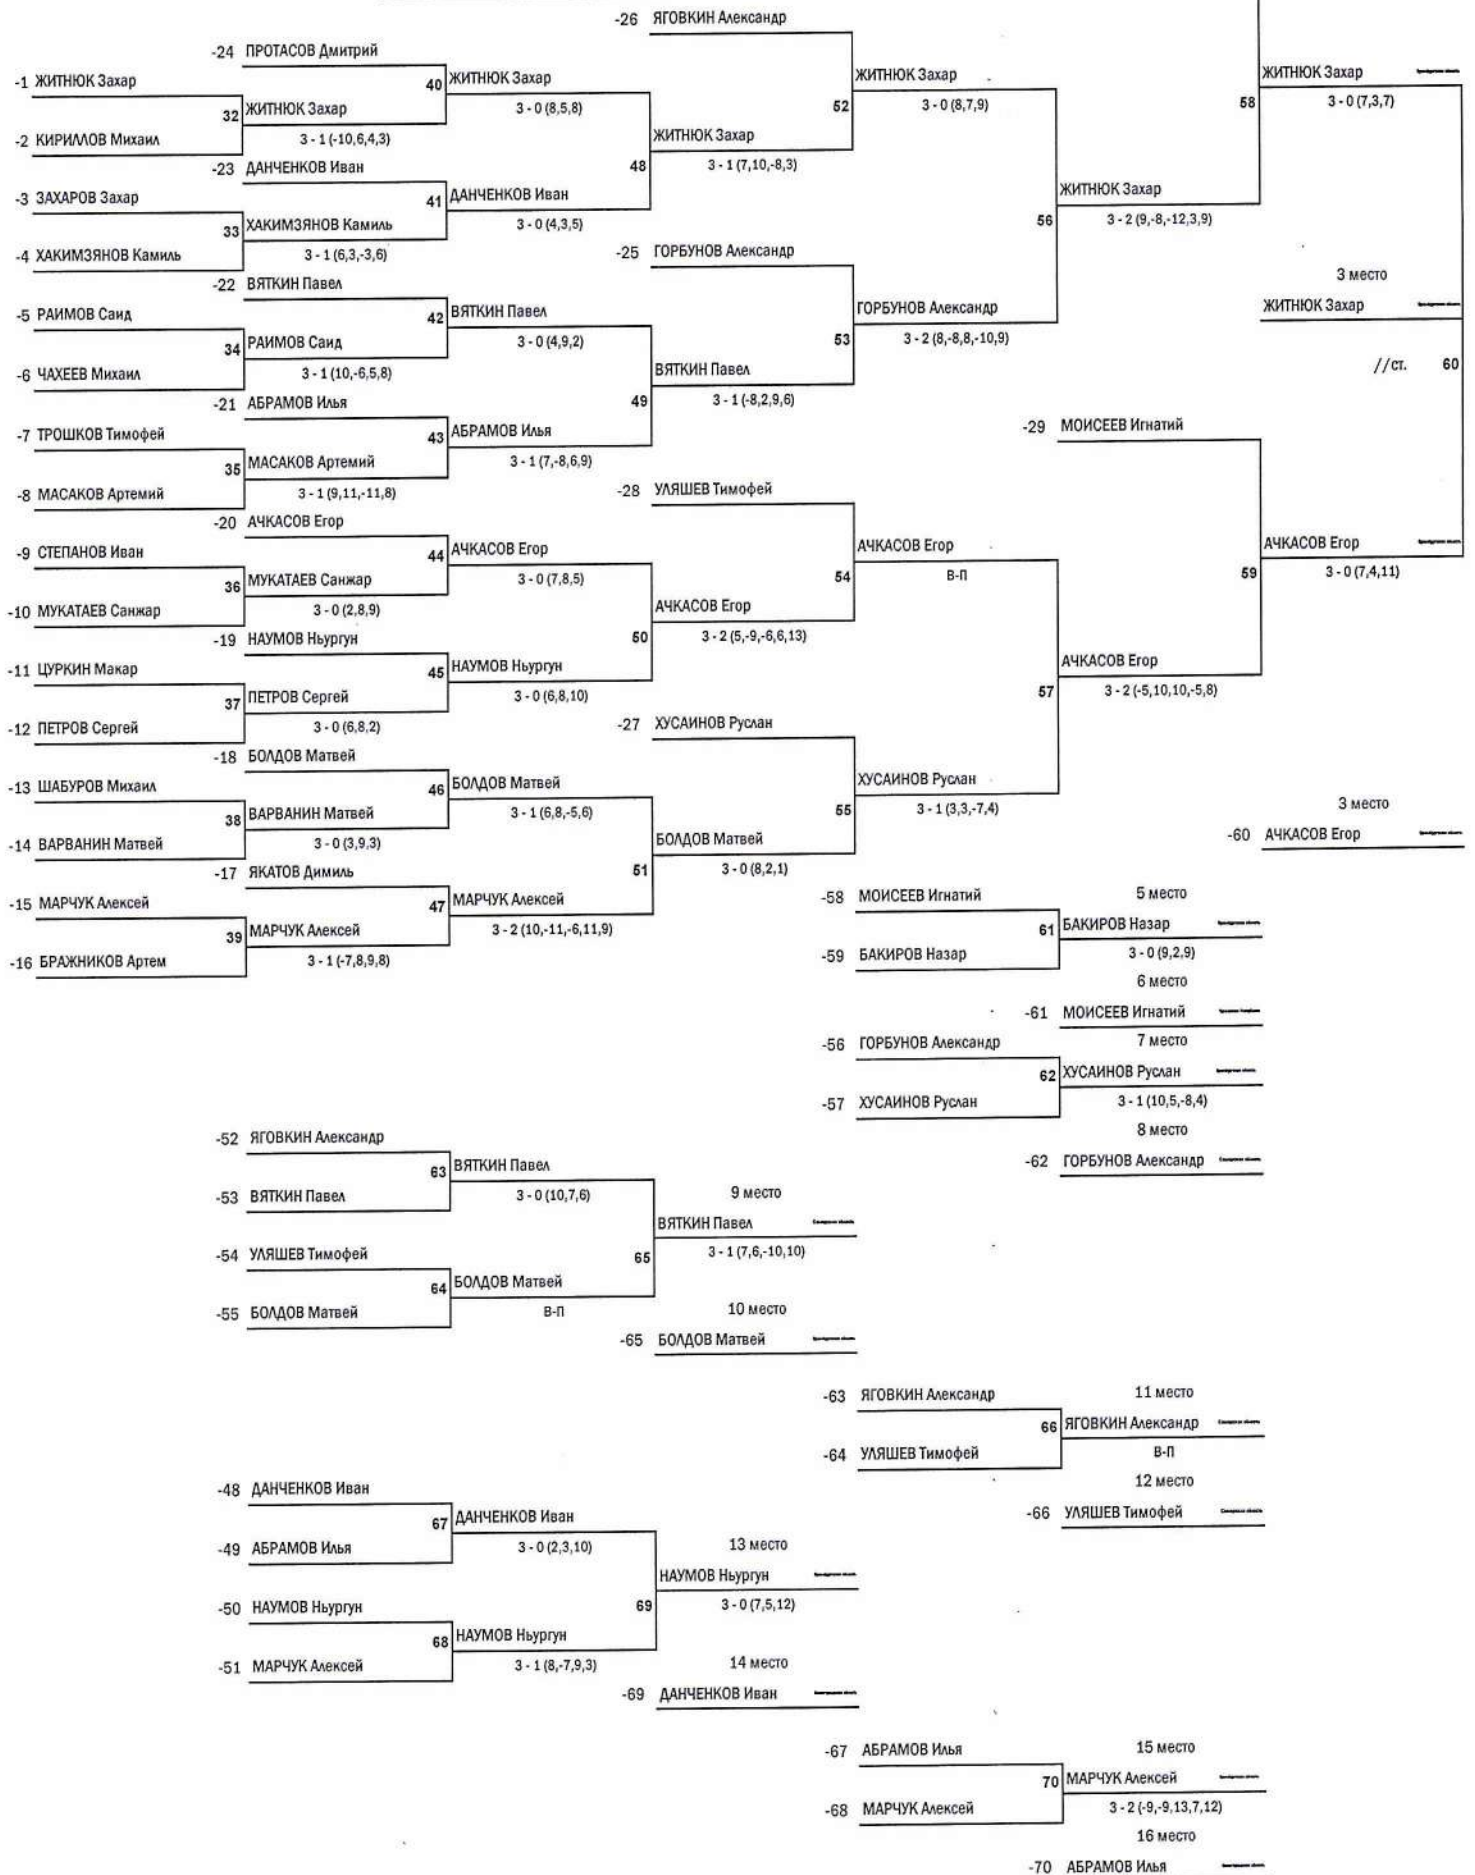 -26 ЯГОВКИН Александр
-24 ПРОТАСОВ Дмитрий
-1 ЖИТНЮК Захар
40 ЖИТНЮК Захар
3 - 0 (8,5,8)
ЖИТНЮК Захар
52
3 - 0 (8,7,9)
58
ЖИТНЮК Захар
3 - 0 (7,3,7)
32 ЖИТНЮК Захар
3 - 1 (-10,6,4,3)
-2 КИРИЛЛОВ Михаил
48
ЖИТНЮК Захар
3 - 1 (7,10,-8,3)
-23 ДАНЧЕНКОВ Иван
-3 ЗАХАРОВ Захар
41 ДАНЧЕНКОВ Иван
3 - 0 (4,3,5)
56
ЖИТНЮК Захар
3 - 2 (9,-8,-12,3,9)
33 ХАКИМЗЯНОВ Камиль
3 - 1 (6,3,-3,6)
-4 ХАКИМЗЯНОВ Камиль
-25 ГОРБУНОВ Александр
3 место
ЖИТНЮК Захар
-22 ВЯТКИН Павел
-5 РАИМОВ Саид
42 ВЯТКИН Павел
3 - 0 (4,9,2)
53
ГОРБУНОВ Александр
3 - 2 (8,-8,8,-10,9)
34 РАИМОВ Саид
3 - 1 (10,-6,5,8)
-6 ЧАХЕЕВ Михаил
49
ВЯТКИН Павел
3 - 1 (-8,2,9,6)
//ст. 60
-21 АБРАМОВ Илья
-7 ТРОШКОВ Тимофей
43 АБРАМОВ Илья
3 - 1 (7,-8,6,9)
-29 МОИСЕЕВ Игнатий
35 МАСАКОВ Артемий
3 - 1 (9,11,-11,8)
-8 МАСАКОВ Артемий
-28 УЛЯШЕВ Тимофей
-20 АЧКАСОВ Егор
-9 СТЕПАНОВ Иван
44 АЧКАСОВ Егор
3 - 0 (7,8,5)
54
АЧКАСОВ Егор
В-П
59
АЧКАСОВ Егор
3 - 0 (7,4,11)
36 МУКАТАЕВ Санжар
3 - 0 (2,8,9)
-10 МУКАТАЕВ Санжар
50
АЧКАСОВ Егор
3 - 2 (5,-9,-6,6,13)
-19 НАУМОВ Ньургун
-11 ЦУРКИН Макар
45 НАУМОВ Ньургун
3 - 0 (6,8,10)
57
АЧКАСОВ Егор
3 - 2 (-5,10,10,-5,8)
37 ПЕТРОВ Сергей
3 - 0 (6,8,2)
-12 ПЕТРОВ Сергей
-27 ХУСАИНОВ Руслан
-18 БОЛДОВ Матвей
-13 ШАБУРОВ Михаил
46 БОЛДОВ Матвей
3 - 1 (6,8,-5,6)
55
ХУСАИНОВ Руслан
3 - 1 (3,3,-7,4)
3 место
-60 АЧКАСОВ Егор
38 ВАРВАНИН Матвей
3 - 0 (3,9,3)
-14 ВАРВАНИН Матвей
51
БОЛДОВ Матвей
3 - 0 (8,2,1)
-17 ЯКАТОВ Димиль
-15 МАРЧУК Алексей
47 МАРЧУК Алексей
3 - 2 (10,-11,-6,11,9)
39 МАРЧУК Алексей
3 - 1 (-7,8,9,8)
-16 БРАЖНИКОВ Артем
-58 МОИСЕЕВ Игнатий
5 место
61 БАКИРОВ Назар
3 - 0 (9,2,9)
-59 БАКИРОВ Назар
6 место
-61 МОИСЕЕВ Игнатий
-56 ГОРБУНОВ Александр
7 место
62 ХУСАИНОВ Руслан
3 - 1 (10,5,-8,4)
-57 ХУСАИНОВ Руслан
8 место
-62 ГОРБУНОВ Александр
-52 ЯГОВКИН Александр
63 ВЯТКИН Павел
3 - 0 (10,7,6)
-53 ВЯТКИН Павел
9 место
65
ВЯТКИН Павел
3 - 1 (7,6,-10,10)
-54 УЛЯШЕВ Тимофей
64 БОЛДОВ Матвей
В-П
-55 БОЛДОВ Матвей
10 место
-65 БОЛДОВ Матвей
-63 ЯГОВКИН Александр
11 место
66 ЯГОВКИН Александр
В-П
-64 УЛЯШЕВ Тимофей
12 место
-66 УЛЯШЕВ Тимофей
-48 ДАНЧЕНКОВ Иван
67 ДАНЧЕНКОВ Иван
3 - 0 (2,3,10)
-49 АБРАМОВ Илья
13 место
69
НАУМОВ Ньургун
3 - 0 (7,5,12)
-50 НАУМОВ Ньургун
68 НАУМОВ Ньургун
3 - 1 (8,-7,9,3)
-51 МАРЧУК Алексей
14 место
-69 ДАНЧЕНКОВ Иван
-67 АБРАМОВ Илья
15 место
70 МАРЧУК Алексей
3 - 2 (-9,-9,13,7,12)
-68 МАРЧУК Алексей
16 место
-70 АБРАМОВ Илья